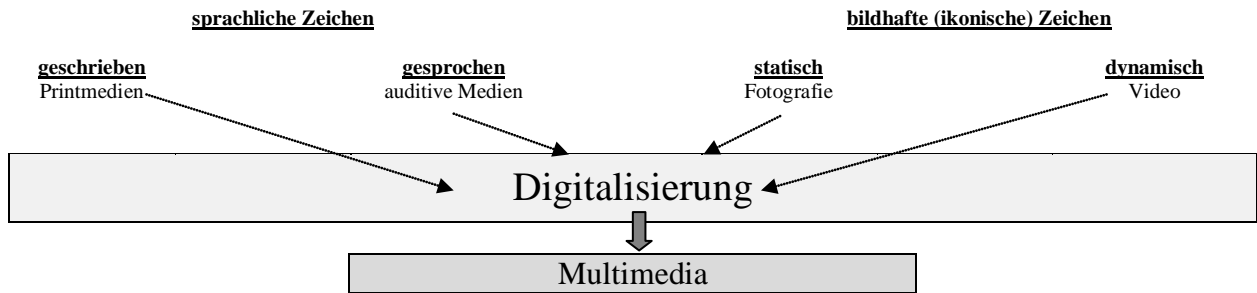 sprachliche Zeichen
bildhafte (ikonische) Zeichen
geschrieben
Printmedien
gesprochen
auditive Medien
statisch
Fotografie
dynamisch
Video
Digitalisierung
Multimedia